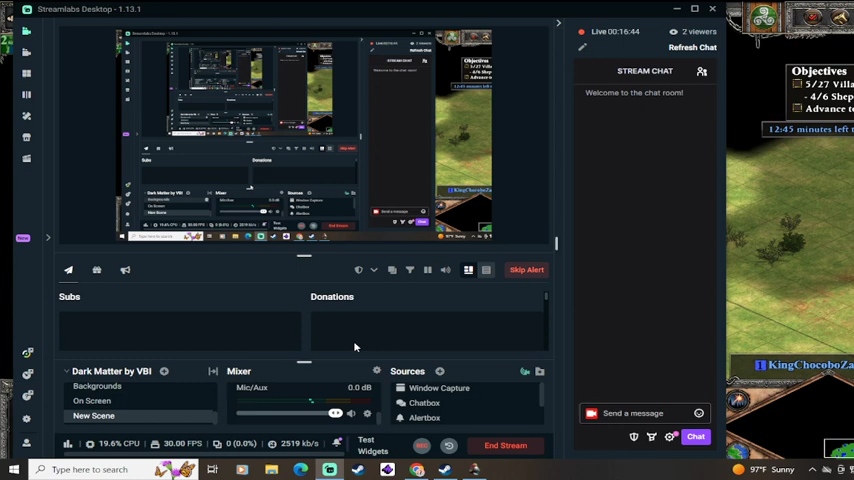 Streamlabs Desktop - 1.13.1
Live 00:16:44
2 viewers
Refresh Chat
STREAM CHAT
Welcome to the chat room!
Objectives
5/27 Villa
- 4/6 Shep
Advance to
12:45 minutes left
New
Skip Alert
Subs
Donations
Dark Matter by VBI
Mixer
Sources
Backgrounds
On Screen
New Scene
Mic/Aux
0.0 dB
Window Capture
Chatbox
Alertbox
KingChocoboZa
1 KingChocoboZa
Send a message
Chat
19.6% CPU
30.00 FPS
0 (0.0%)
2519 kb/s
Test
Widgets
REC
End Stream
Type here to search
97°F Sunny